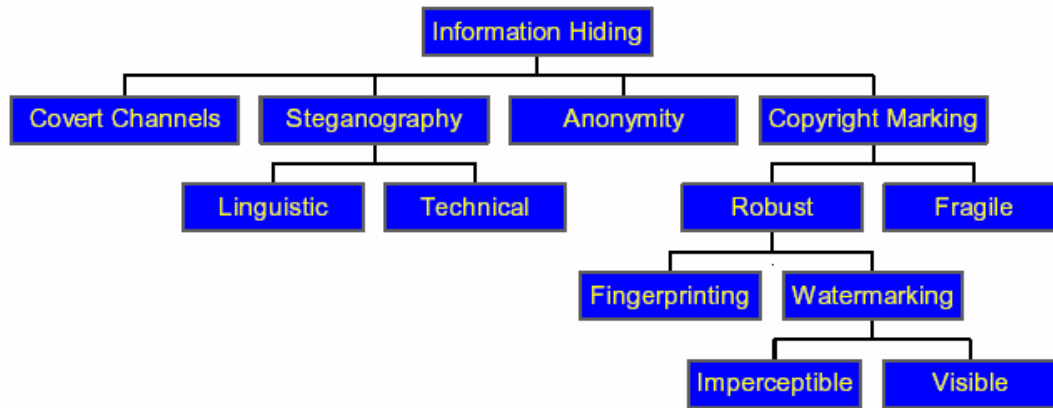 Information Hiding
Covert Channels
Steganography
Anonymity
Copyright Marking
Linguistic
Technical
Robust
Fragile
Fingerprinting
Watermarking
Imperceptible
Visible